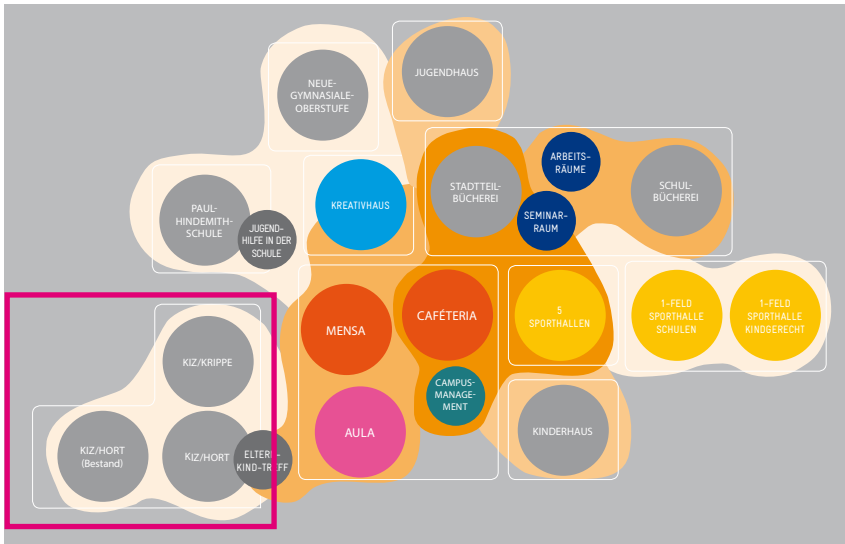 NEUE-
GYMNASIALE-
OBERSTUFE
JUGENDHAUS
PAUL-
HINDEMITH-
SCHULE
JUGEND-
HILFE IN DER
SCHULE
KREATIVHAUS
STADTTEIL-
BÜCHEREI
ARBEITS-
RÄUME
SEMINAR-
RAUM
SCHUL-
BÜCHEREI
MENSA
CAFÉTERIA
5
SPORTHALLEN
1-FELD
SPORTHALLE
SCHULEN
1-FELD
SPORTHALLE
KINDGERECHT
KIZ/KRIPPE
CAMPUS-
MANAGE-
MENT
AULA
KINDERHAUS
KIZ/HORT
(Bestand)
KIZ/HORT
ELTERN-
KIND-TREFF